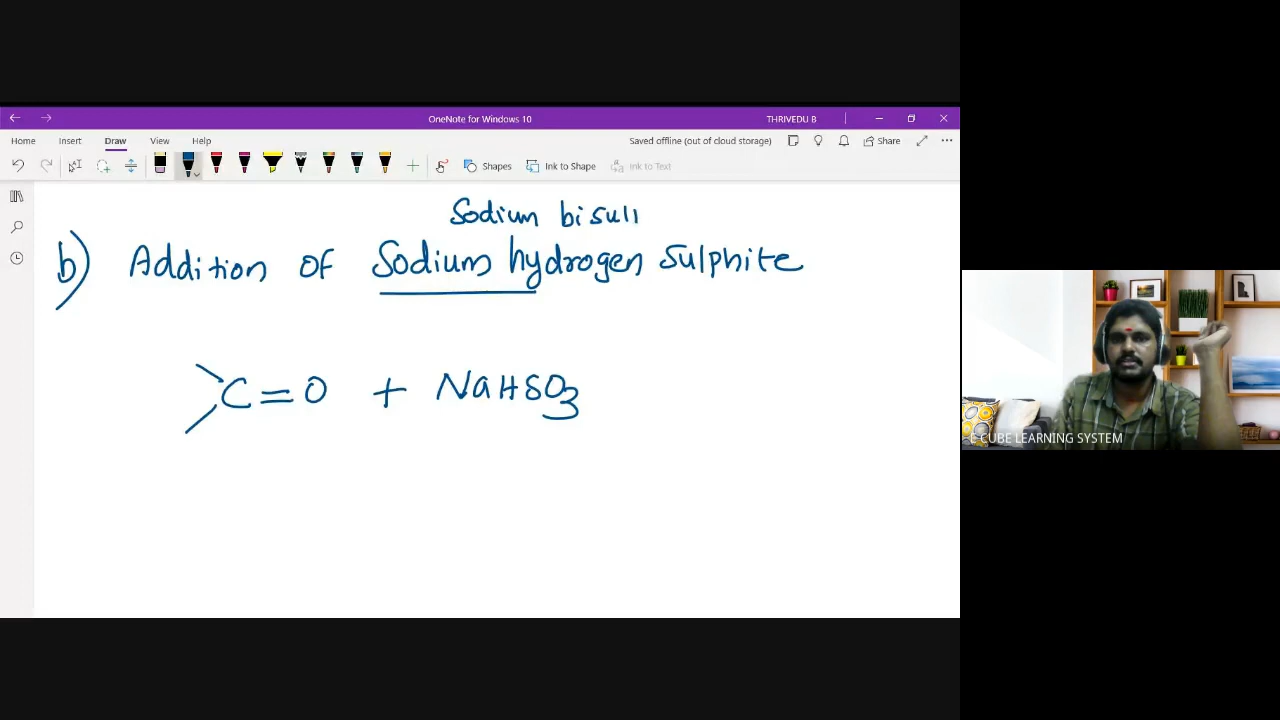 OneNote for Windows 10
THRIVEDU B
Home Insert Draw View Help
Saved offline (out of cloud storage)
Share
Shapes
Ink to Shape
Ink to Text
Sodium bisul
b) Addition of Sodium hydrogen sulphite
>C=O + NaHSO3
C CUBE LEARNING SYSTEM